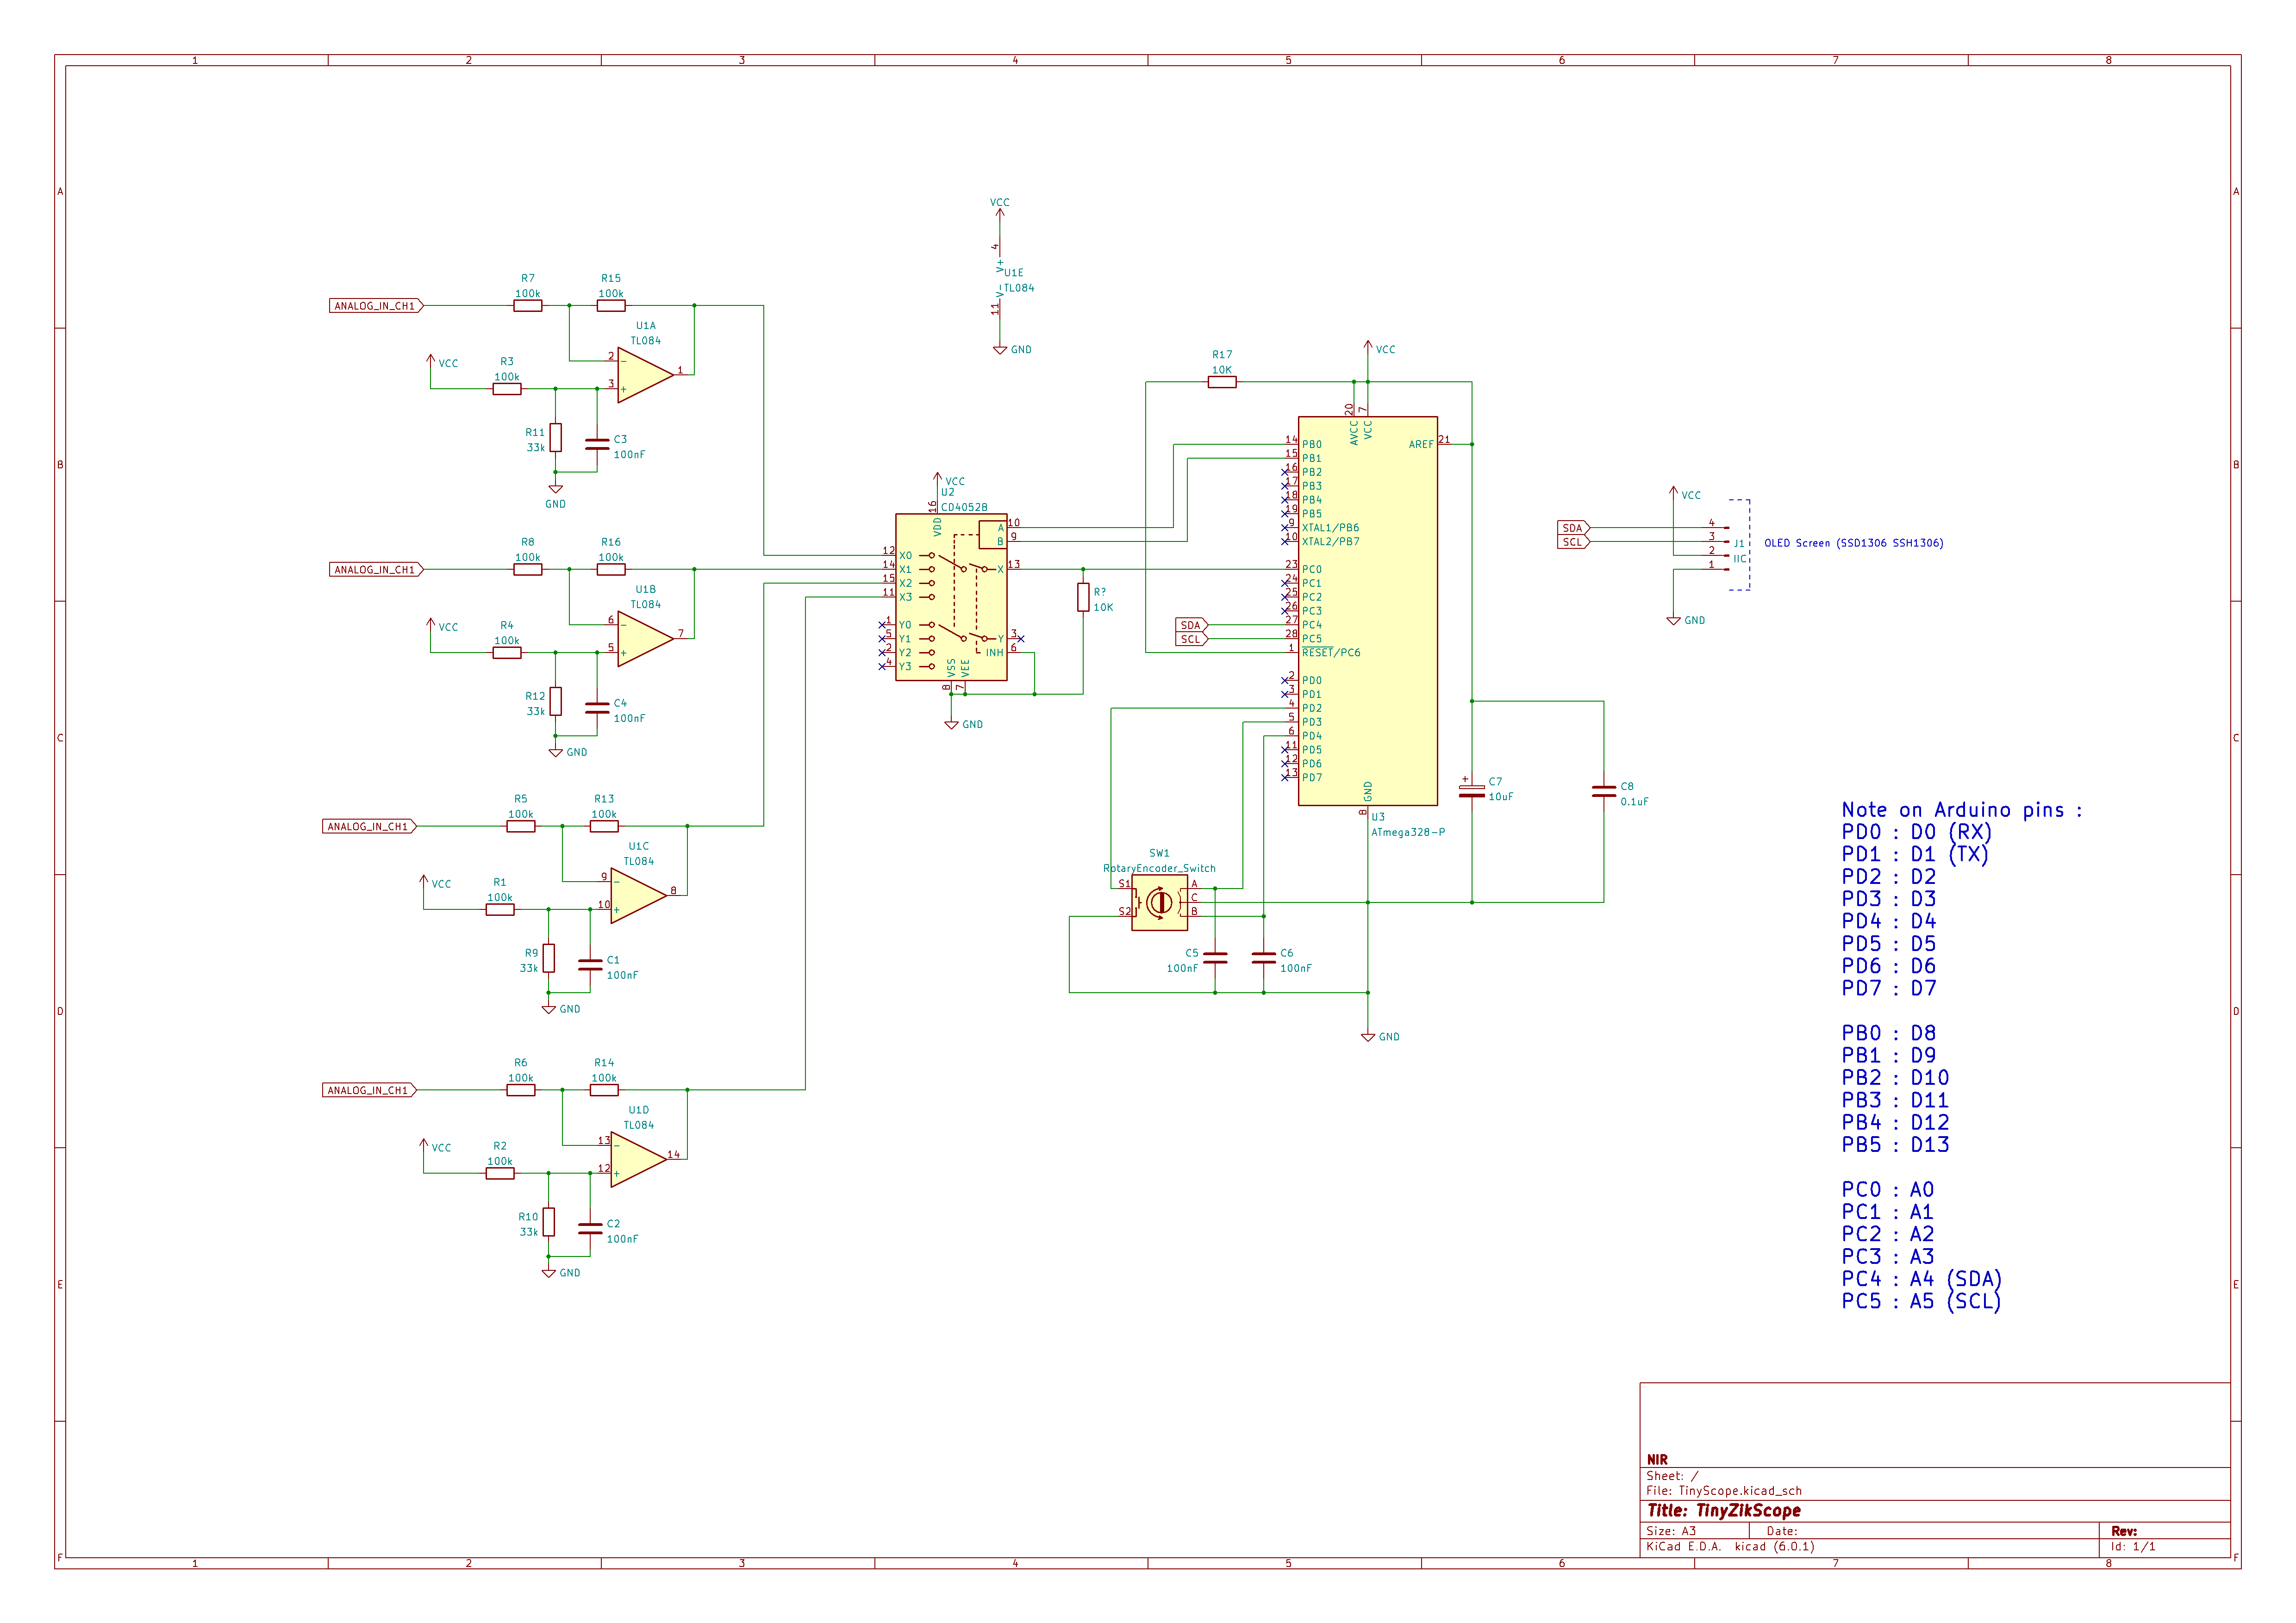 1 2 3 4 5 6 7 8
A A
B B
C C
D D
E E
F F
VCC
4
V+
U1E
TL084
V-
11
GND
ANALOG_IN_CH1
R7
100k
R15
100k
U1A
TL084
2 -
3 +
1
VCC
R3
100k
R11
33k
C3
100nF
GND
ANALOG_IN_CH1
R8
100k
R16
100k
U1B
TL084
6 -
5 +
7
VCC
R4
100k
R12
33k
C4
100nF
GND
ANALOG_IN_CH1
R5
100k
R13
100k
U1C
TL084
9 -
10 +
8
VCC
R1
100k
R9
33k
C1
100nF
GND
ANALOG_IN_CH1
R6
100k
R14
100k
U1D
TL084
13 -
12 +
14
VCC
R2
100k
R10
33k
C2
100nF
GND
VCC
U2
CD4052B
16
VDD
A 10
B 9
12 X0
14 X1
15 X2
11 X3
X 13
1 Y0
5 Y1
2 Y2
4 Y3
Y 3
INH 6
VSS
VEE
8 7
GND
R?
10K
R17
10K
VCC
20 7
AVCC
VCC
AREF 21
14 PB0
15 PB1
16 PB2
17 PB3
18 PB4
19 PB5
9 XTAL1/PB6
10 XTAL2/PB7
23 PC0
24 PC1
25 PC2
26 PC3
27 PC4
28 PC5
1 RESET/PC6
2 PD0
3 PD1
4 PD2
5 PD3
6 PD4
11 PD5
12 PD6
13 PD7
GND
8
U3
ATmega328-P
SDA
SCL
SW1
RotaryEncoder_Switch
S1
S2
A
C
B
C5
100nF
C6
100nF
GND
+
C7
10uF
C8
0.1uF
VCC
SDA
SCL
4
3
2
1
J1
IIC
GND
OLED Screen (SSD1306 SSH1306)
Note on Arduino pins :
PD0 : D0 (RX)
PD1 : D1 (TX)
PD2 : D2
PD3 : D3
PD4 : D4
PD5 : D5
PD6 : D6
PD7 : D7
PB0 : D8
PB1 : D9
PB2 : D10
PB3 : D11
PB4 : D12
PB5 : D13
PC0 : A0
PC1 : A1
PC2 : A2
PC3 : A3
PC4 : A4 (SDA)
PC5 : A5 (SCL)
NIR
Sheet: /
File: TinyScope.kicad_sch
Title: TinyZikScope
Size: A3 Date: Rev:
KiCad E.D.A. kicad (6.0.1) Id: 1/1
1 2 3 4 5 6 7 8